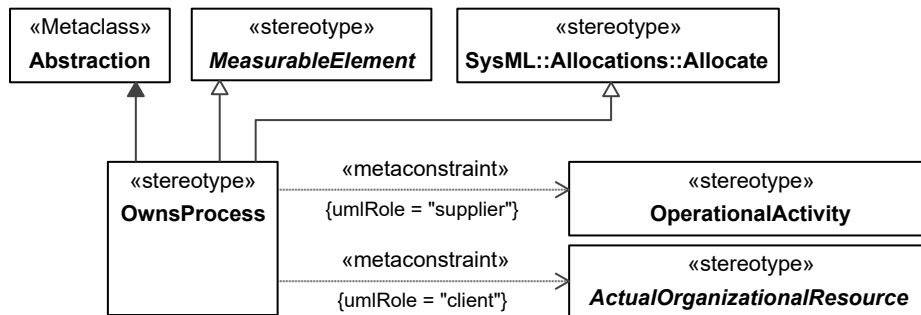 «Metaclass»
Abstraction
«stereotype»
MeasurableElement
«stereotype»
SysML::Allocations::Allocate
«stereotype»
OwnsProcess
«metaconstraint»
{umlRole = "supplier"}
«stereotype»
OperationalActivity
«metaconstraint»
{umlRole = "client"}
«stereotype»
ActualOrganizationalResource